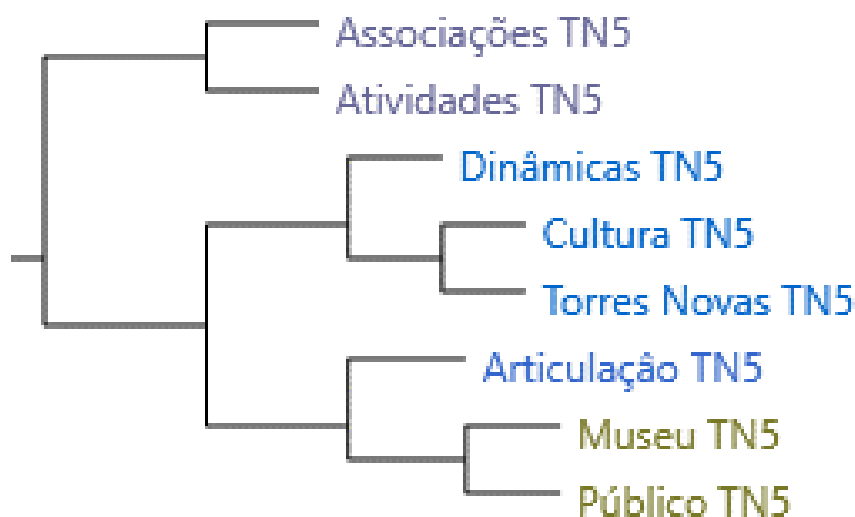 Associações TN5
Atividades TN5
Dinâmicas TN5
Cultura TN5
Torres Novas TN5
Articulação TN5
Museu TN5
Público TN5